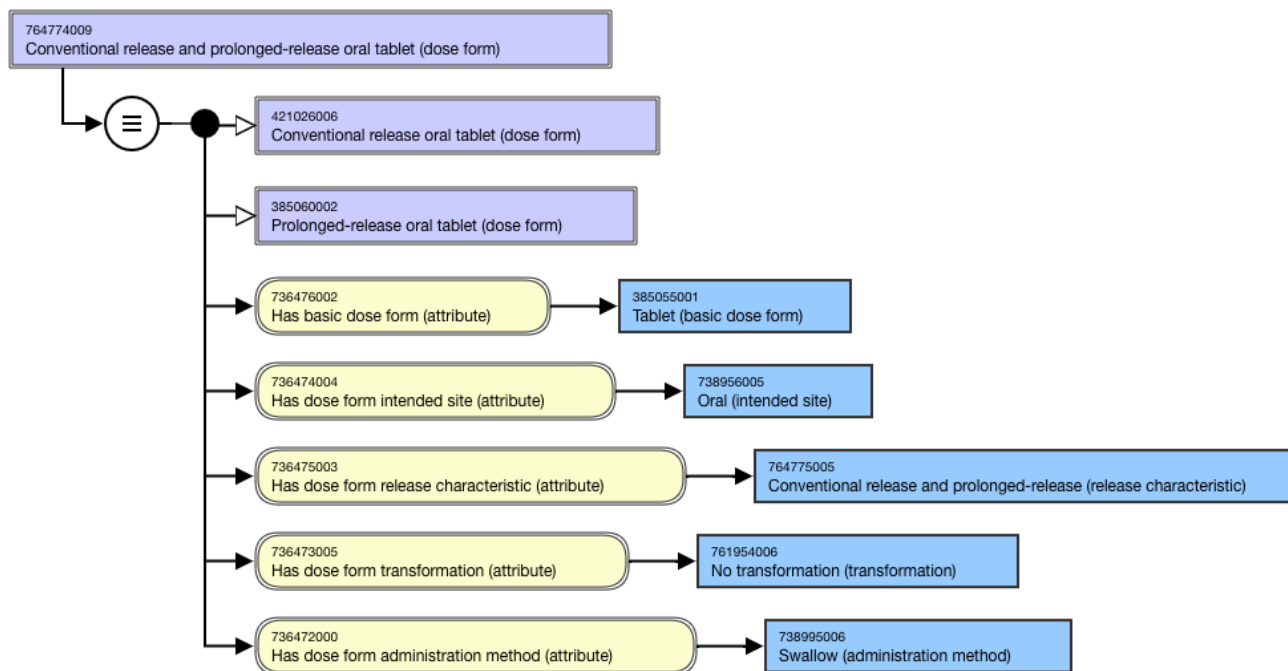 764774009
Conventional release and prolonged-release oral tablet (dose form)
421026006
Conventional release oral tablet (dose form)
385060002
Prolonged-release oral tablet (dose form)
736476002
Has basic dose form (attribute)
385055001
Tablet (basic dose form)
736474004
Has dose form intended site (attribute)
738956005
Oral (intended site)
736475003
Has dose form release characteristic (attribute)
764775005
Conventional release and prolonged-release (release characteristic)
736473005
Has dose form transformation (attribute)
761954006
No transformation (transformation)
736472000
Has dose form administration method (attribute)
738995006
Swallow (administration method)